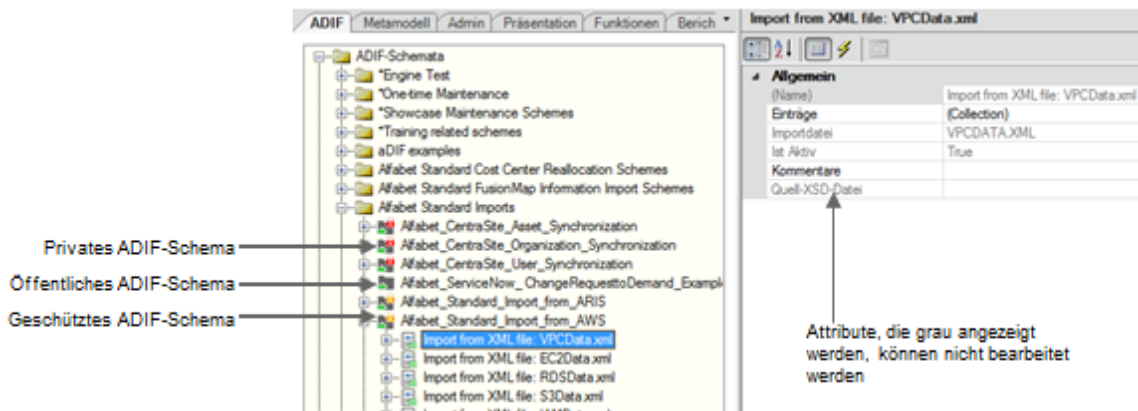 ADIF Metamodell Admin Präsentation Funktionen Berich
ADIF-Schemata
*Engine Test
*One-time Maintenance
*Showcase Maintenance Schemes
*Training related schemes
aDIF examples
Alfabet Standard Cost Center Reallocation Schemes
Alfabet Standard FusionMap Information Import Schemes
Alfabet Standard Imports
Alfabet_CentraSite_Asset_Synchronization
Alfabet_CentraSite_Organization_Synchronization
Alfabet_CentraSite_User_Synchronization
Alfabet_ServiceNow_ChangeRequesttoDemand_Exampl
Alfabet_Standard_Import_from_ARIS
Alfabet_Standard_Import_from_AWS
Import from XML file: VPCData.xml
Import from XML file: EC2Data.xml
Import from XML file: RDSData.xml
Import from XML file: S3Data.xml
Privates ADIF-Schema
Öffentliches ADIF-Schema
Geschütztes ADIF-Schema
Import from XML file: VPCData.xml
Allgemein
(Name) Import from XML file: VPCData.xml
Einträge (Collection)
Importdatei VPCDATA.XML
Ist Aktiv True
Kommentare
Quell-XSD-Datei
Attribute, die grau angezeigt
werden, können nicht bearbeitet
werden